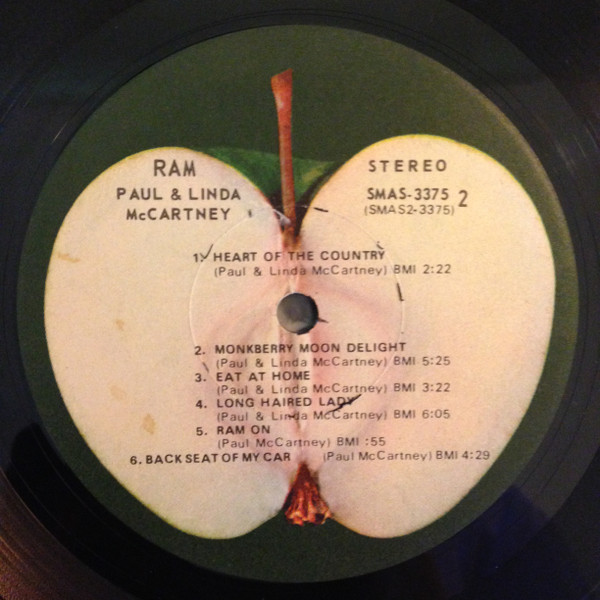 RAM
PAUL & LINDA
McCARTNEY
STEREO
SMAS-3375 2
(SMAS2-3375)
1. HEART OF THE COUNTRY
(Paul & Linda McCartney) BMI 2:22
2. MONKBERRY MOON DELIGHT
(Paul & Linda McCartney) BMI 5:25
3. EAT AT HOME
(Paul & Linda McCartney) BMI 3:22
4. LONG HAIRED LADY
(Paul & Linda McCartney) BMI 6:05
5. RAM ON
(Paul McCartney) BMI :55
6. BACK SEAT OF MY CAR (Paul McCartney) BMI 4:29